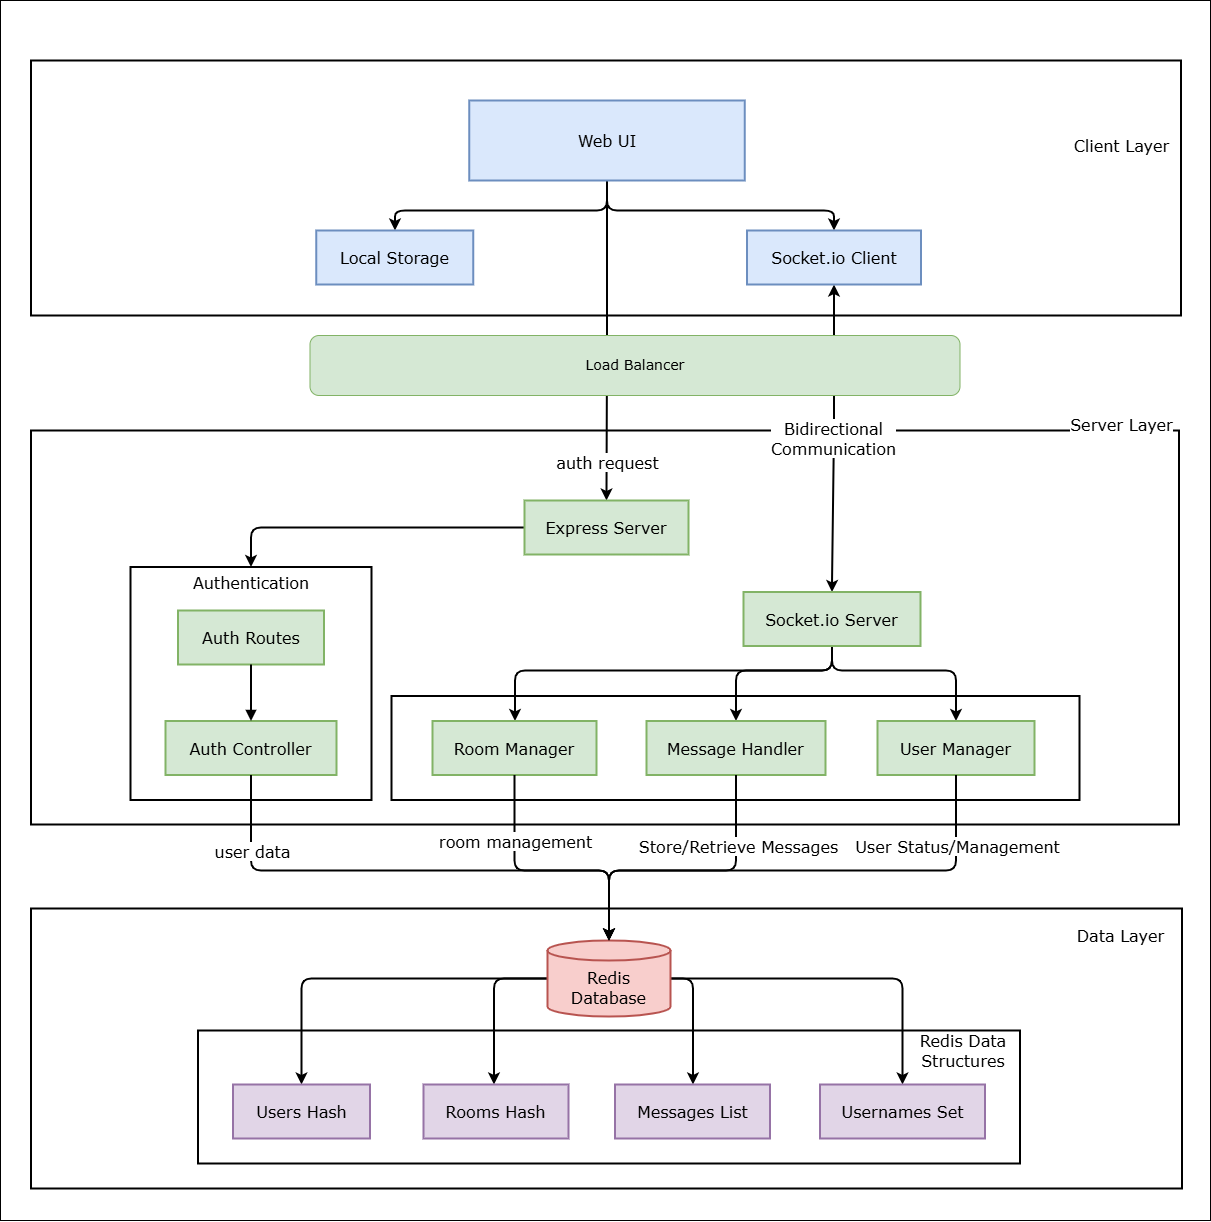 Web UI
Client Layer
Local Storage
Socket.io Client
Load Balancer
Server Layer
Bidirectional
Communication
auth request
Express Server
Authentication
Auth Routes
Socket.io Server
Auth Controller
Room Manager
Message Handler
User Manager
user data
room management
Store/Retrieve Messages
User Status/Management
Data Layer
Redis
Database
Redis Data
Structures
Users Hash
Rooms Hash
Messages List
Usernames Set